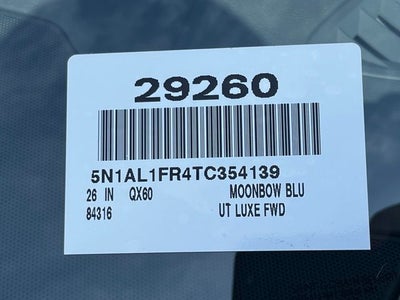 29260
5N1AL1FR4TC354139
26 IN QX60 MOONBOW BLU
84316 UT LUXE FWD